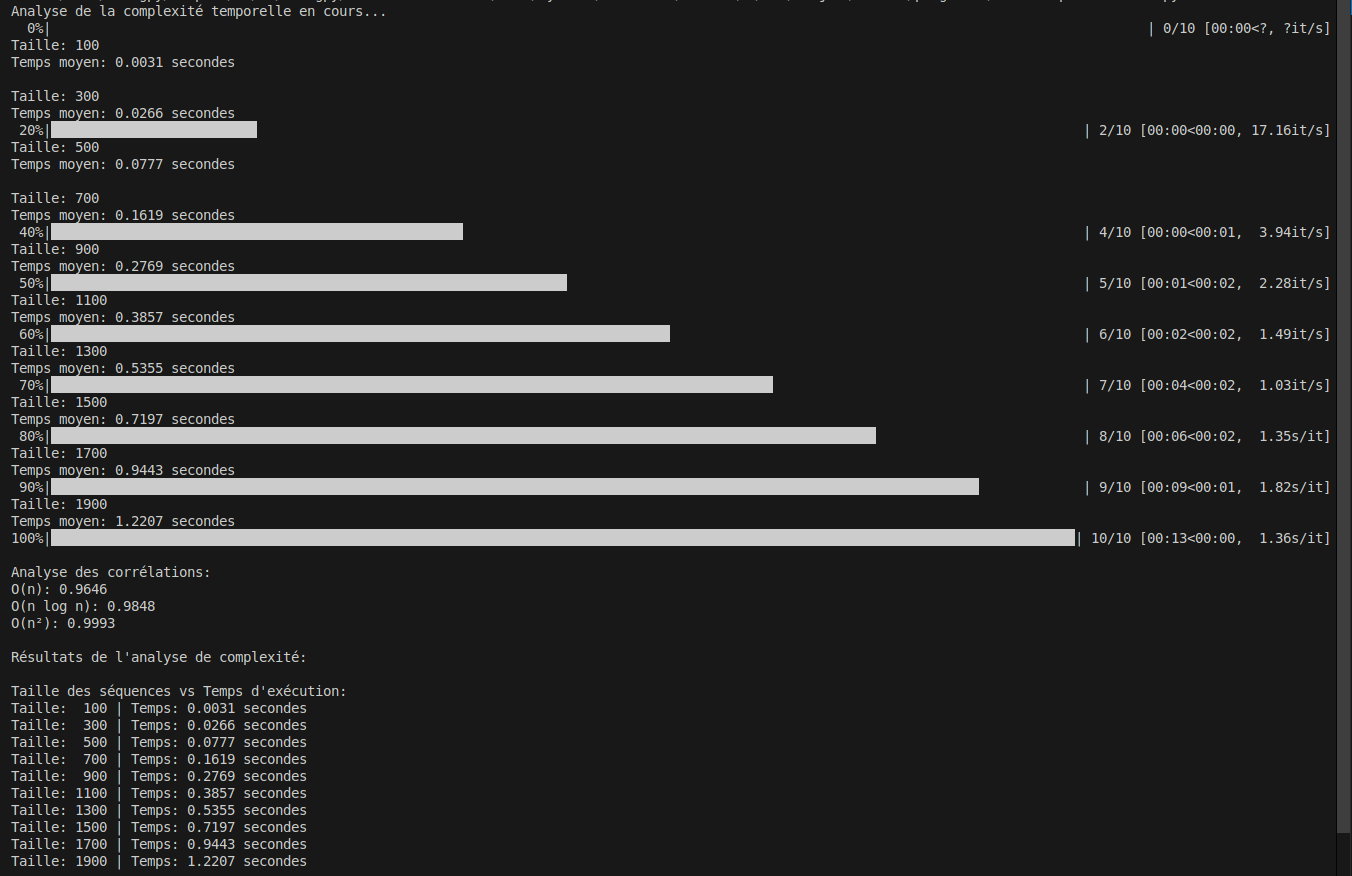 Analyse de la complexité temporelle en cours...
0%| | 0/10 [00:00<?, ?it/s]
Taille: 100
Temps moyen: 0.0031 secondes
Taille: 300
Temps moyen: 0.0266 secondes
20%| | 2/10 [00:00<00:00, 17.16it/s]
Taille: 500
Temps moyen: 0.0777 secondes
Taille: 700
Temps moyen: 0.1619 secondes
40%| | 4/10 [00:00<00:01, 3.94it/s]
Taille: 900
Temps moyen: 0.2769 secondes
50%| | 5/10 [00:01<00:02, 2.28it/s]
Taille: 1100
Temps moyen: 0.3857 secondes
60%| | 6/10 [00:02<00:02, 1.49it/s]
Taille: 1300
Temps moyen: 0.5355 secondes
70%| | 7/10 [00:04<00:02, 1.03it/s]
Taille: 1500
Temps moyen: 0.7197 secondes
80%| | 8/10 [00:06<00:02, 1.35s/it]
Taille: 1700
Temps moyen: 0.9443 secondes
90%| | 9/10 [00:09<00:01, 1.82s/it]
Taille: 1900
Temps moyen: 1.2207 secondes
100%| | 10/10 [00:13<00:00, 1.36s/it]
Analyse des corrélations:
O(n): 0.9646
O(n log n): 0.9848
O(n²): 0.9993
Résultats de l'analyse de complexité:
Taille des séquences vs Temps d'exécution:
Taille: 100 | Temps: 0.0031 secondes
Taille: 300 | Temps: 0.0266 secondes
Taille: 500 | Temps: 0.0777 secondes
Taille: 700 | Temps: 0.1619 secondes
Taille: 900 | Temps: 0.2769 secondes
Taille: 1100 | Temps: 0.3857 secondes
Taille: 1300 | Temps: 0.5355 secondes
Taille: 1500 | Temps: 0.7197 secondes
Taille: 1700 | Temps: 0.9443 secondes
Taille: 1900 | Temps: 1.2207 secondes